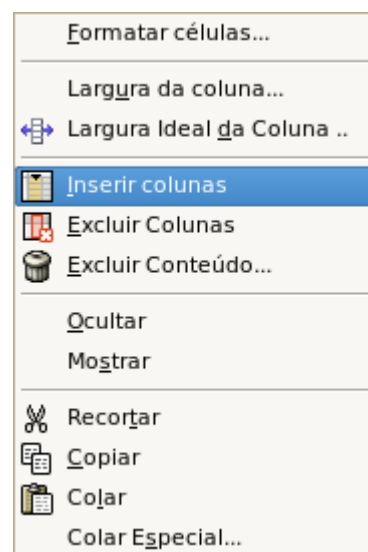 Formatar células...
Largura da coluna...
Largura Ideal da Coluna ..
Inserir colunas
Excluir Colunas
Excluir Conteúdo...
Ocultar
Mostrar
Recortar
Copiar
Colar
Colar Especial...